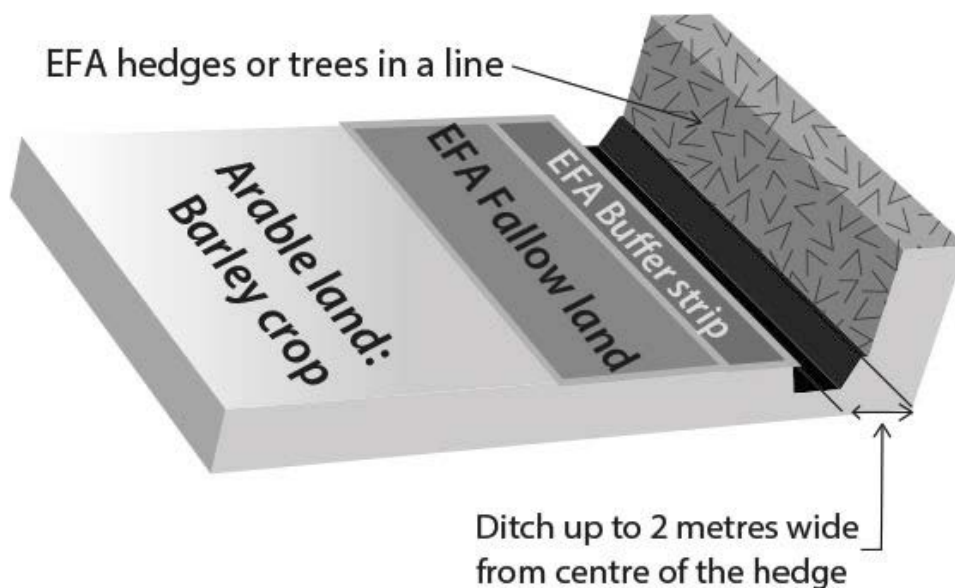 EFA hedges or trees in a line
Arable land:
Barley crop
EFA Fallow land
EFA Buffer strip
Ditch up to 2 metres wide
from centre of the hedge